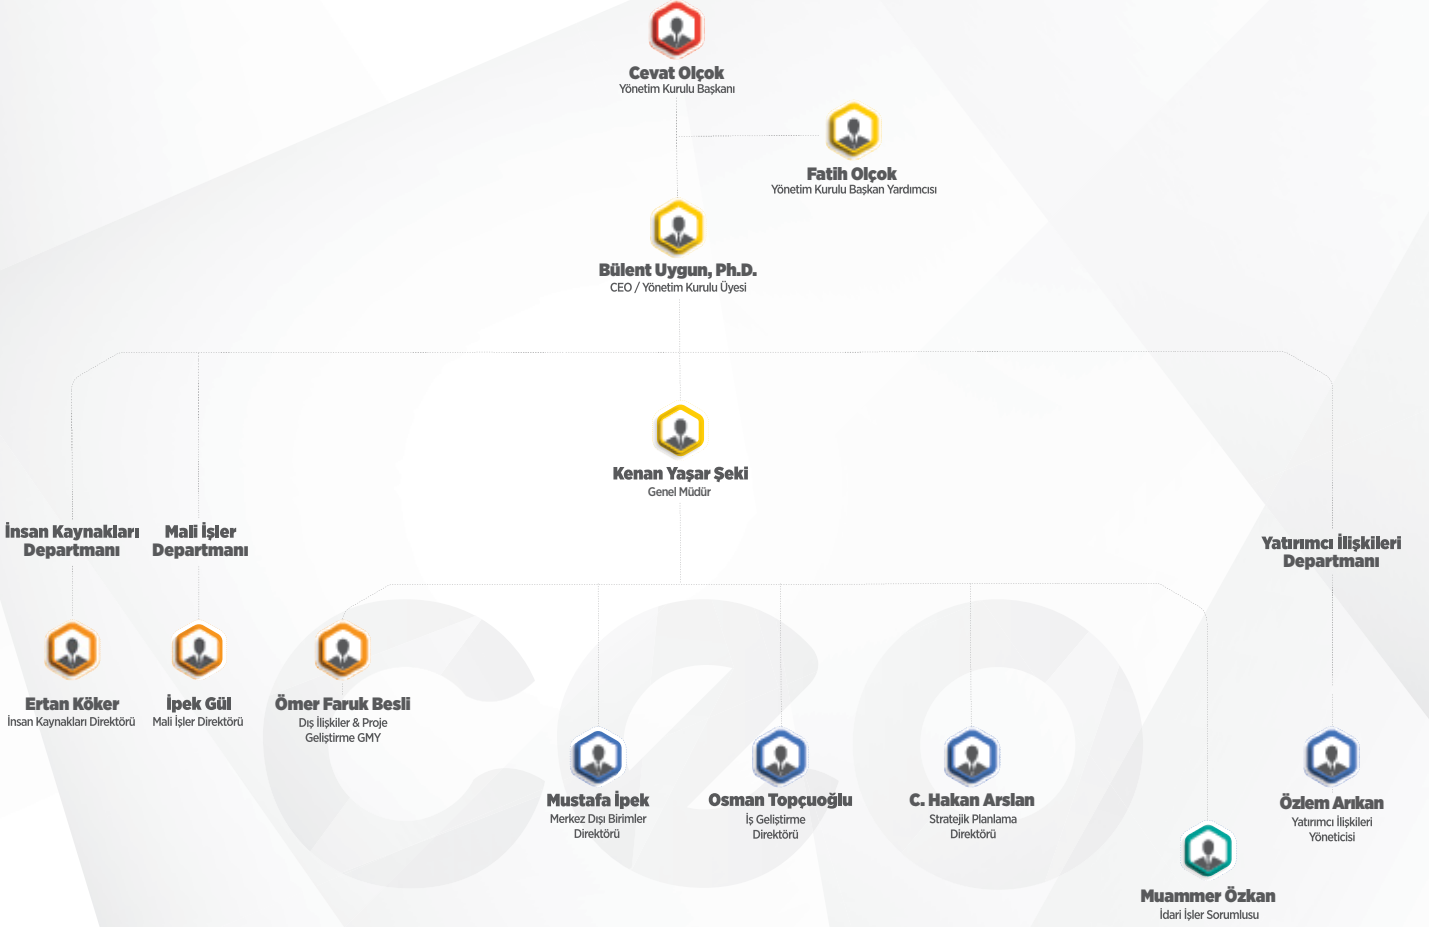 Cevat Olçok
Yönetim Kurulu Başkanı
Fatih Olçok
Yönetim Kurulu Başkan Yardımcısı
Bülent Uygun, Ph.D.
CEO / Yönetim Kurulu Üyesi
Kenan Yaşar Şeki
Genel Müdür
İnsan Kaynakları
Departmanı
Mali İşler
Departmanı
Yatırımcı İlişkileri
Departmanı
Ertan Köker
İnsan Kaynakları Direktörü
İpek Gül
Mali İşler Direktörü
Ömer Faruk Besli
Dış İlişkiler & Proje
Geliştirme GMY
Mustafa İpek
Merkez Dışı Birimler
Direktörü
Osman Topçuoğlu
İş Geliştirme
Direktörü
C. Hakan Arslan
Stratejik Planlama
Direktörü
Özlem Arıkan
Yatırımcı İlişkileri
Yöneticisi
Muammer Özkan
İdari İşler Sorumlusu
ceo